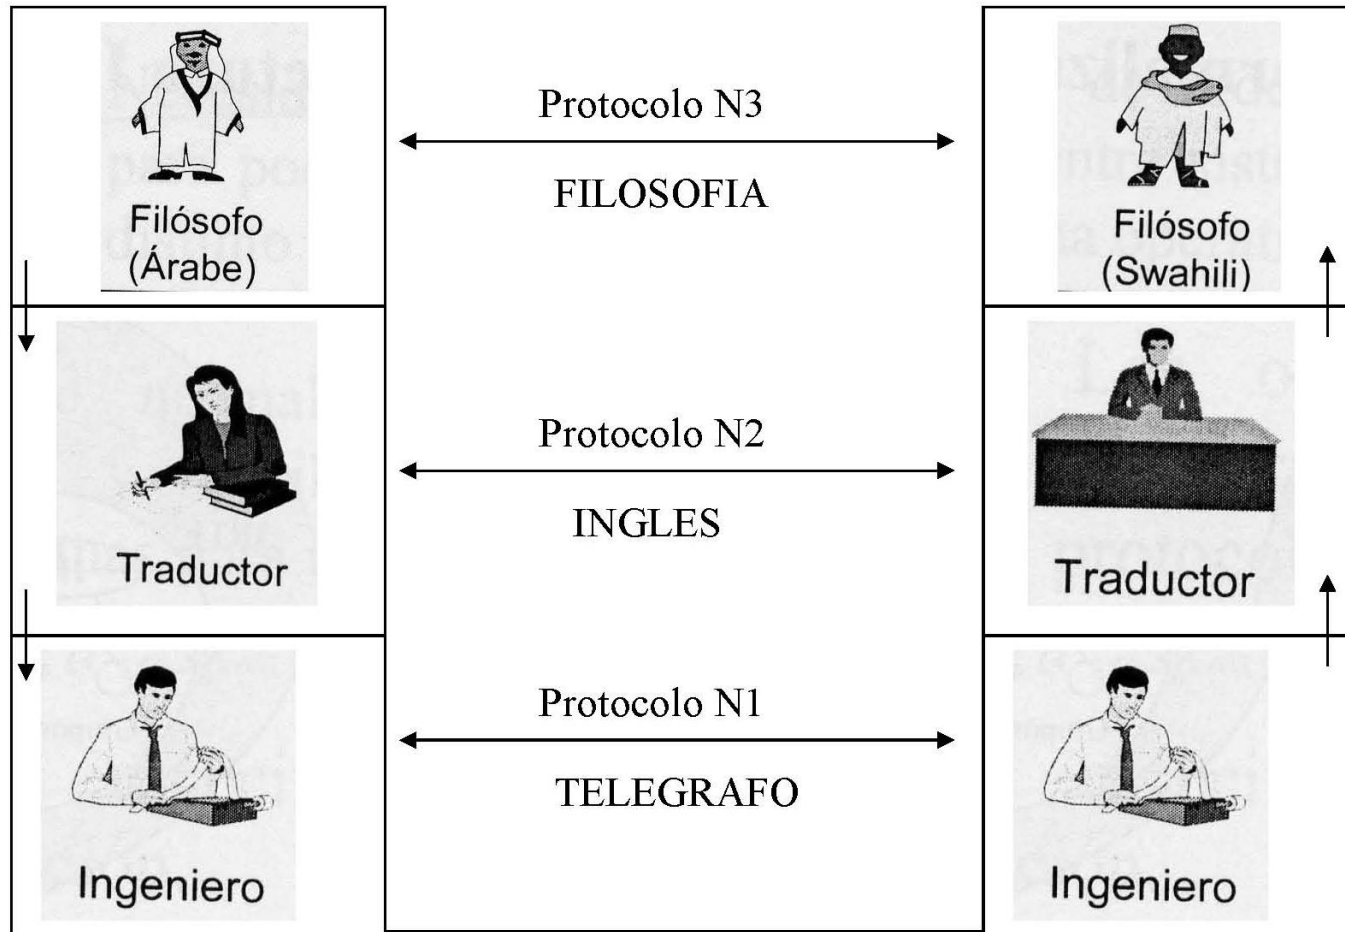 Protocolo N3
FILOSOFIA
Filósofo
(Árabe)
Filósofo
(Swahili)
Protocolo N2
INGLES
Traductor
Traductor
Protocolo N1
TELEGRAFO
Ingeniero
Ingeniero